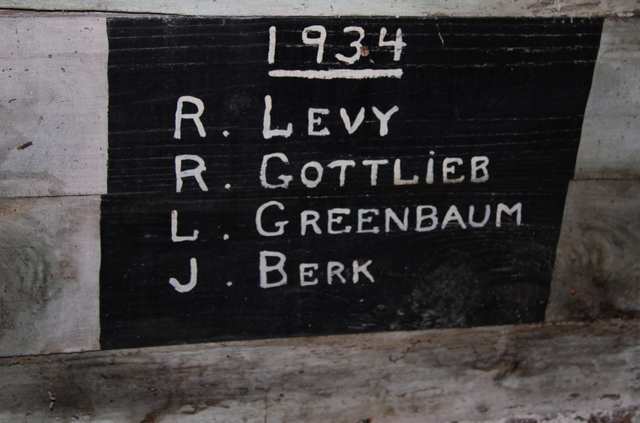 1934
R. LEVY
R. GOTTLiEB
L. GREENBAUM
J. BERK